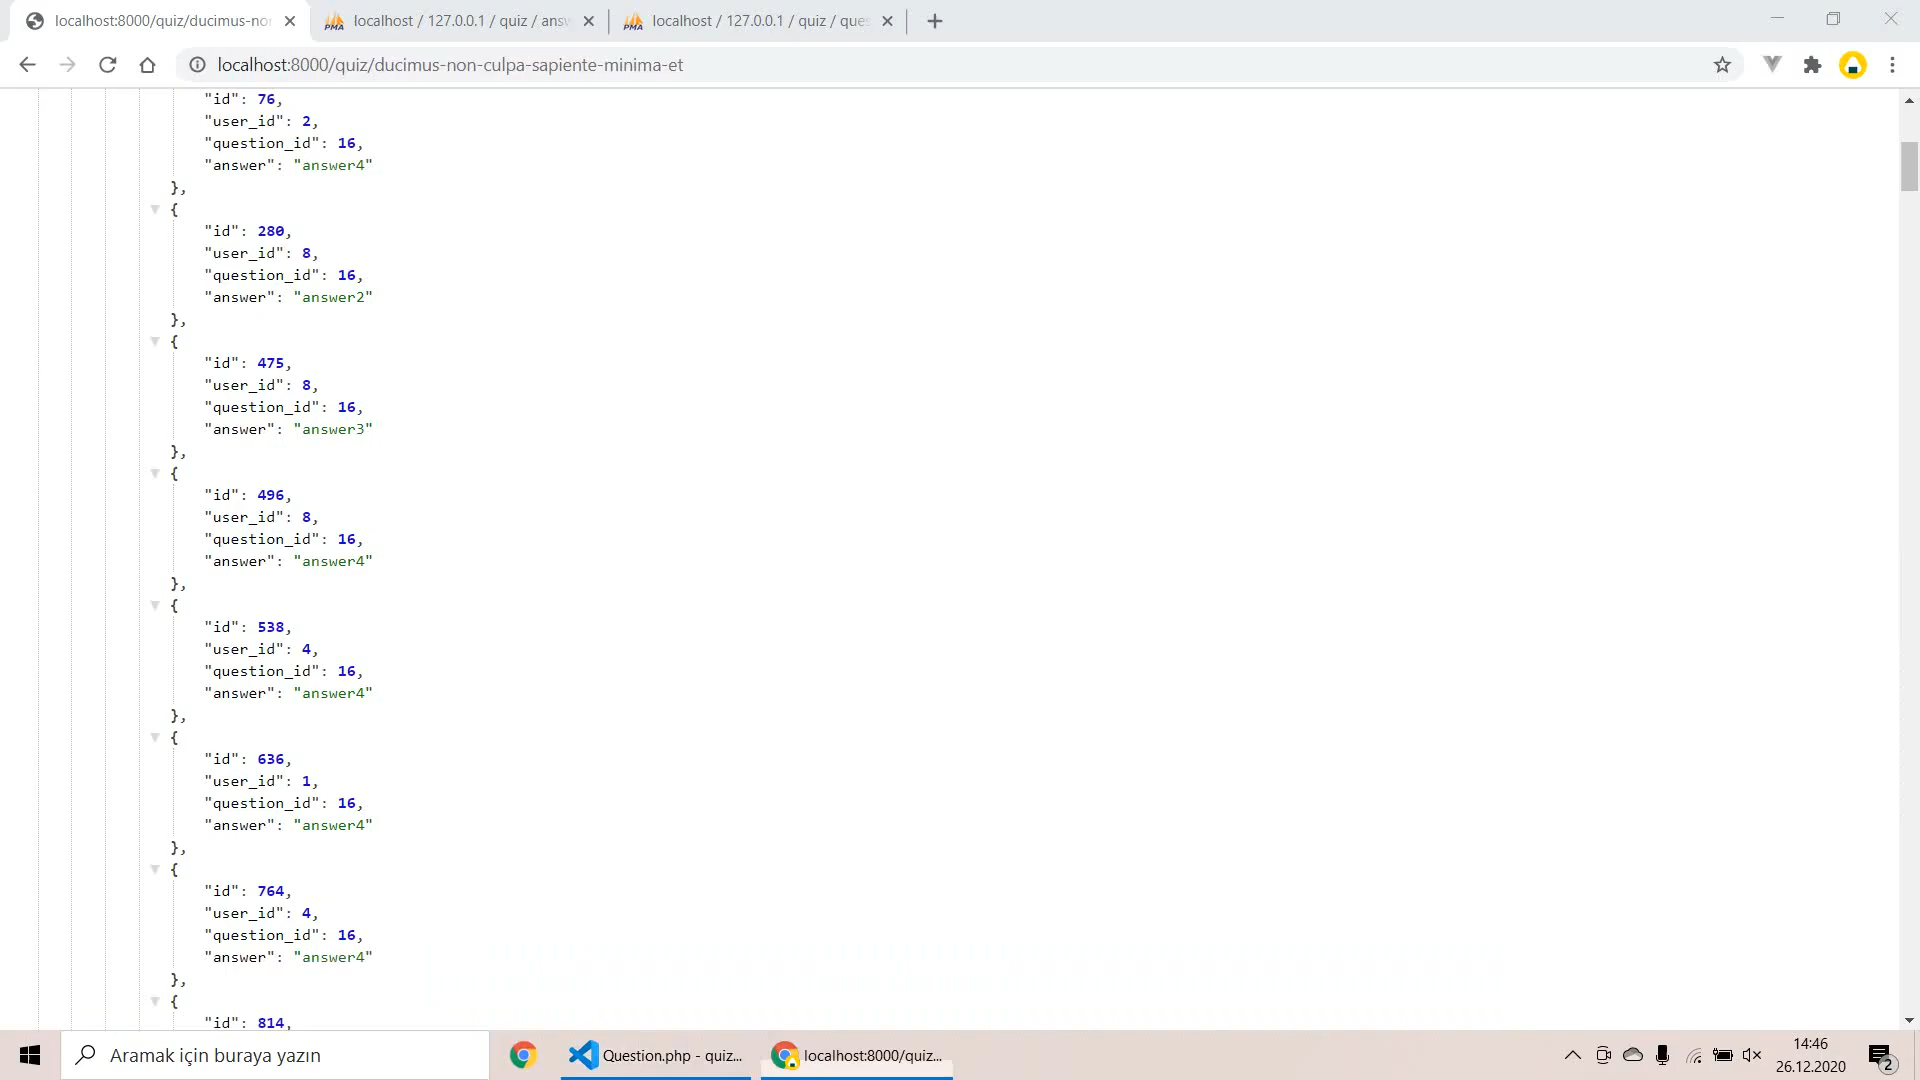 localhost:8000/quiz/ducimus-no
localhost / 127.0.0.1 / quiz / answ
localhost / 127.0.0.1 / quiz / ques
localhost:8000/quiz/ducimus-non-culpa-sapiente-minima-et
"id": 76,
"user_id": 2,
"question_id": 16,
"answer": "answer4"
},
{
"id": 280,
"user_id": 8,
"question_id": 16,
"answer": "answer2"
},
{
"id": 475,
"user_id": 8,
"question_id": 16,
"answer": "answer3"
},
{
"id": 496,
"user_id": 8,
"question_id": 16,
"answer": "answer4"
},
{
"id": 538,
"user_id": 4,
"question_id": 16,
"answer": "answer4"
},
{
"id": 636,
"user_id": 1,
"question_id": 16,
"answer": "answer4"
},
{
"id": 764,
"user_id": 4,
"question_id": 16,
"answer": "answer4"
},
{
"id": 814,
Aramak için buraya yazın
Question.php - quiz...
localhost:8000/quiz...
14:46
26.12.2020
2